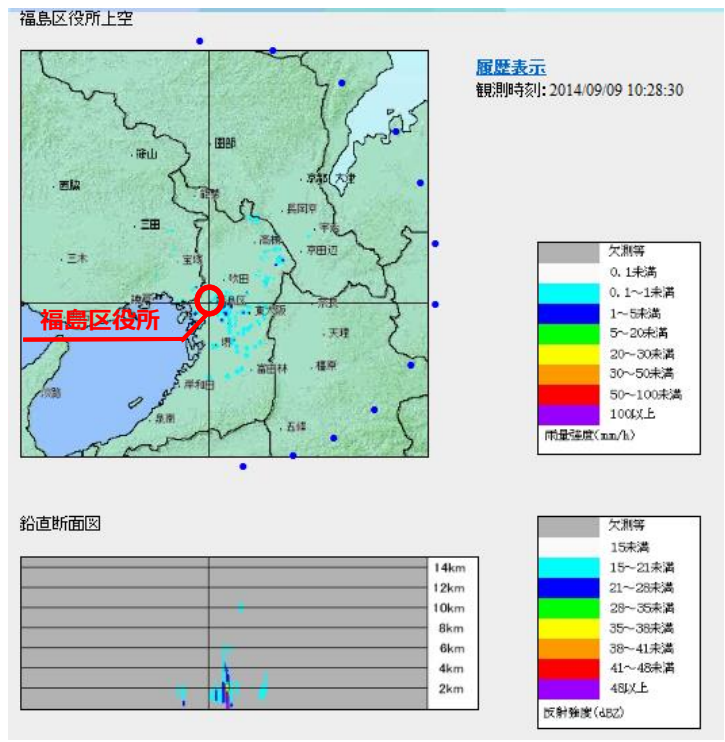 福島区役所上空
履歴表示
観測時刻: 2014/09/09 10:28:30
園部
篠山
京都
大津
西脇
能勢
長岡京
三田
宇治
高槻
京田辺
三木
宝塚
吹田
神戸
島区
奈良
東大阪
福島区役所
天理
堺
富田林
橿原
岸和田
淡路
泉南
五條
欠測等
0.1未満
0.1~1未満
1~5未満
5~20未満
20~30未満
30~50未満
50~100未満
100以上
雨量強度(mm/h)
鉛直断面図
14km
12km
10km
8km
6km
4km
2km
欠測等
15未満
15~21未満
21~28未満
28~35未満
35~38未満
38~41未満
41~48未満
48以上
反射強度(dBZ)